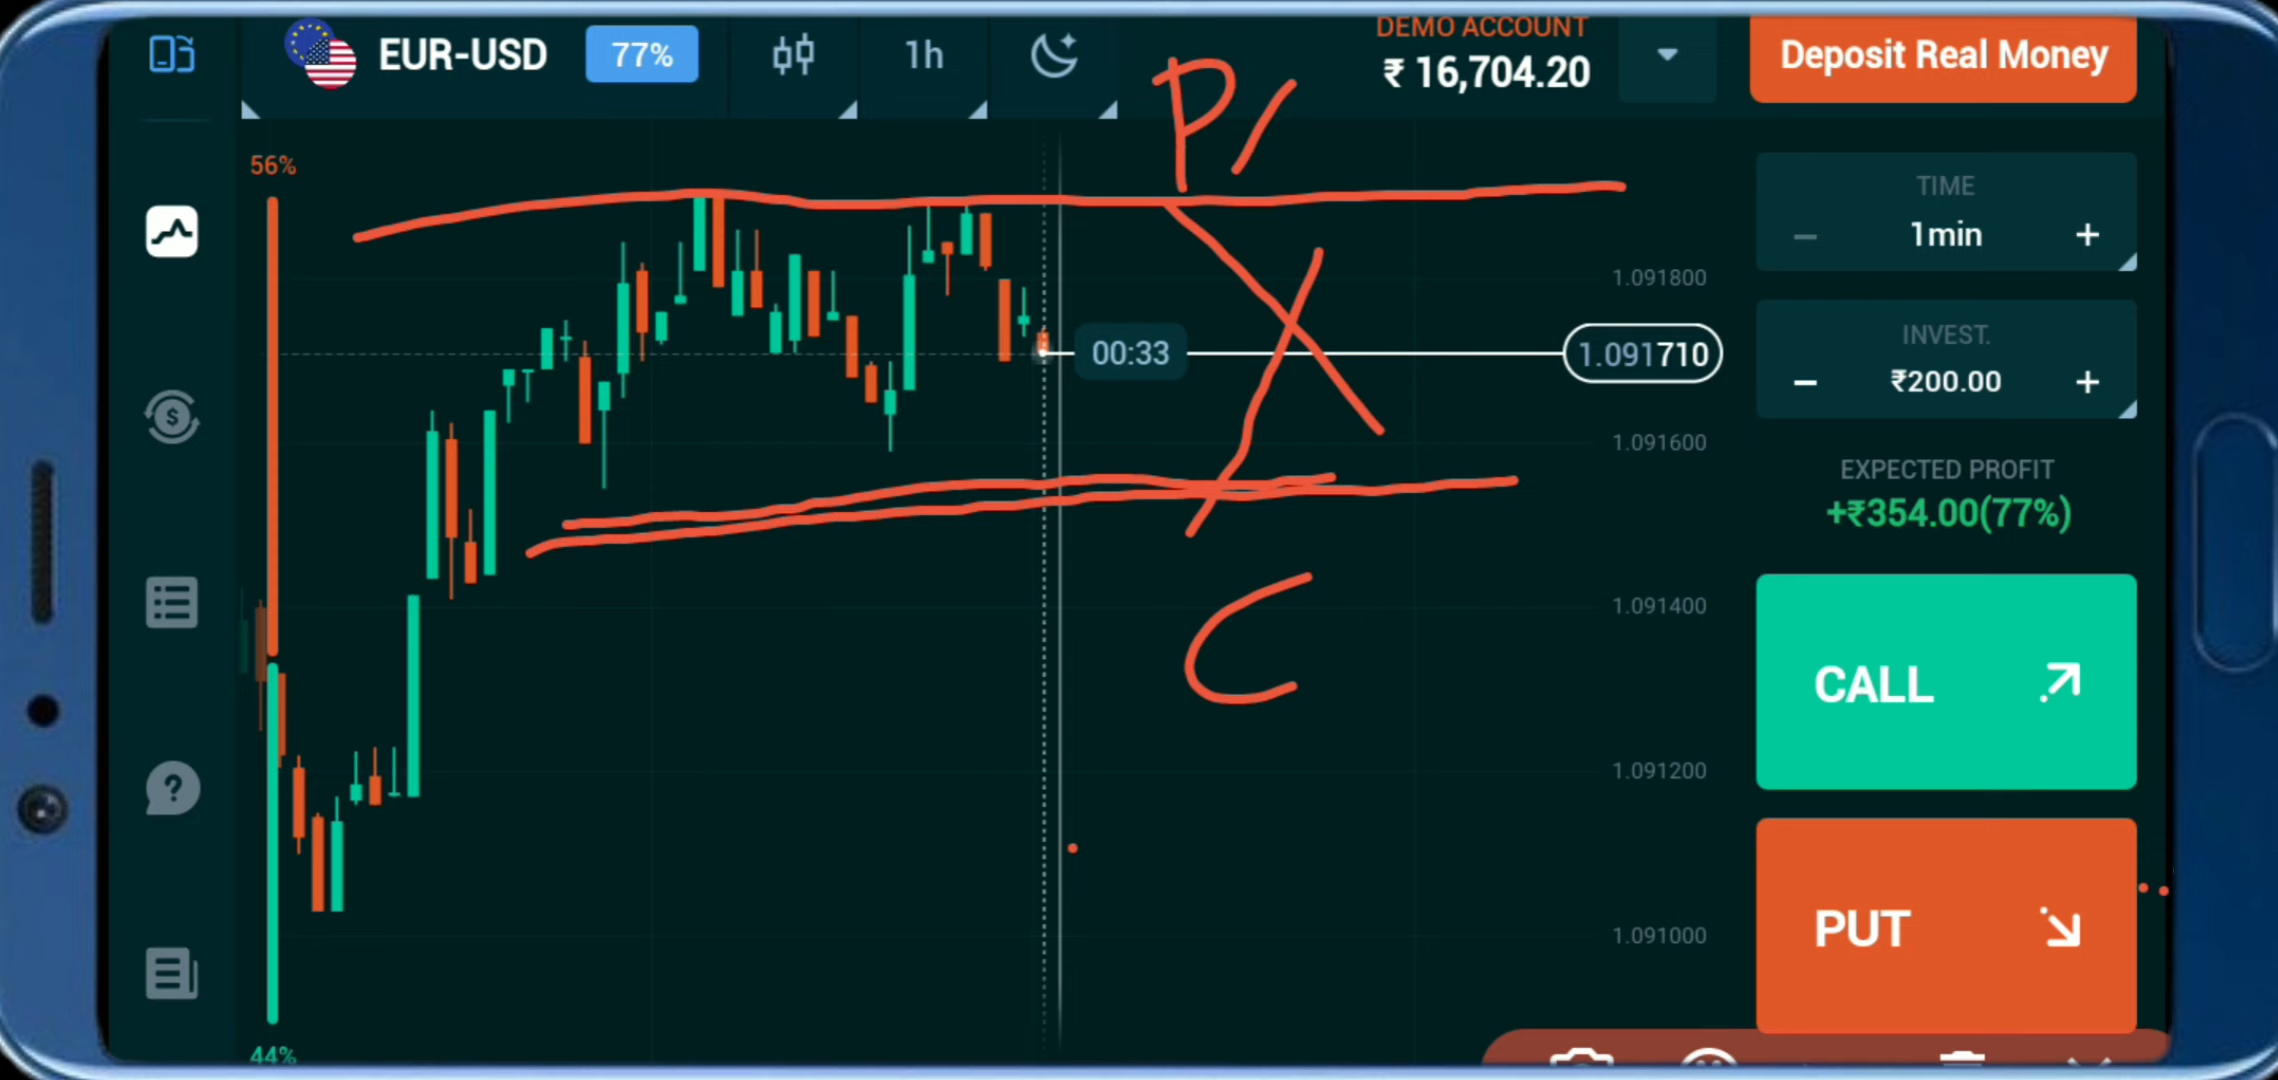 EUR-USD
77%
1h
DEMO ACCOUNT
₹ 16,704.20
Deposit Real Money
P
56%
TIME
− 1min +
1.091800
INVEST.
− ₹200.00 +
00:33
1.091710
1.091600
EXPECTED PROFIT
+₹354.00(77%)
C
1.091400
CALL
1.091200
PUT
1.091000
44%